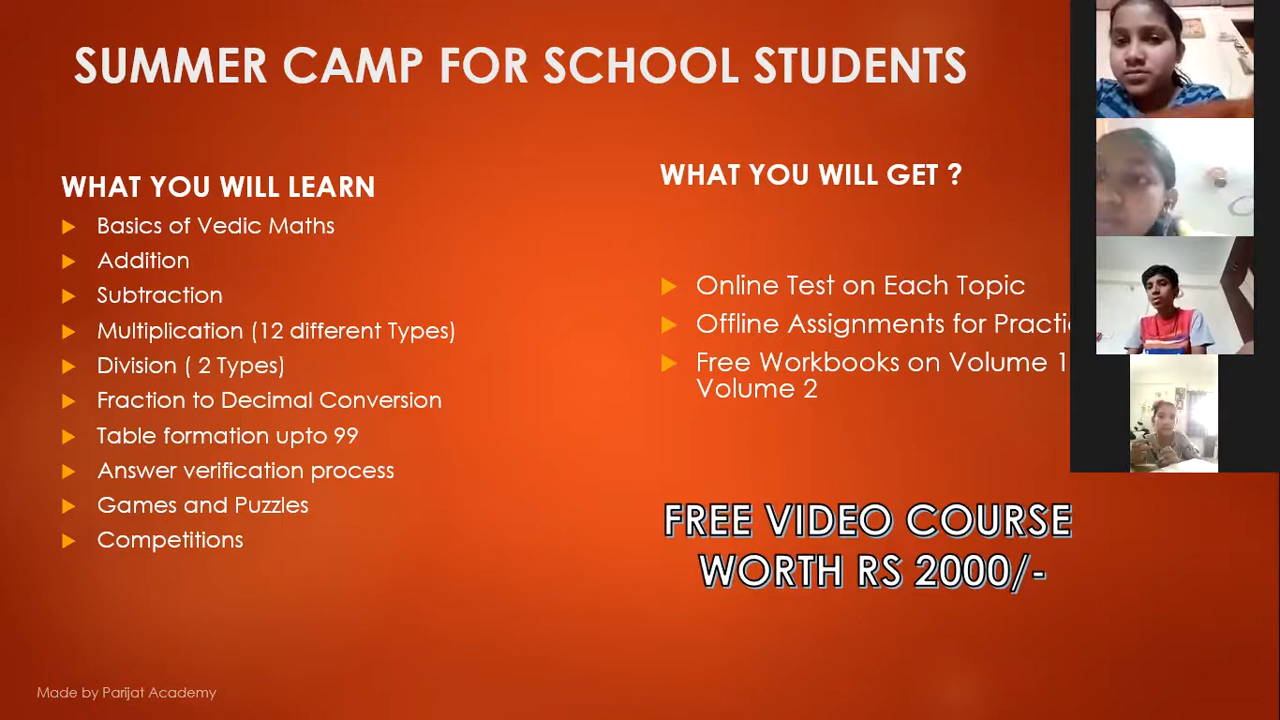 SUMMER CAMP FOR SCHOOL STUDENTS
WHAT YOU WILL LEARN
Basics of Vedic Maths
Addition
Subtraction
Multiplication (12 different Types)
Division ( 2 Types)
Fraction to Decimal Conversion
Table formation upto 99
Answer verification process
Games and Puzzles
Competitions
WHAT YOU WILL GET ?
Online Test on Each Topic
Offline Assignments for
Free Workbooks on Volume 1
Volume 2
FREE VIDEO COURSE
WORTH RS 2000/-
Made by Parijat Academy